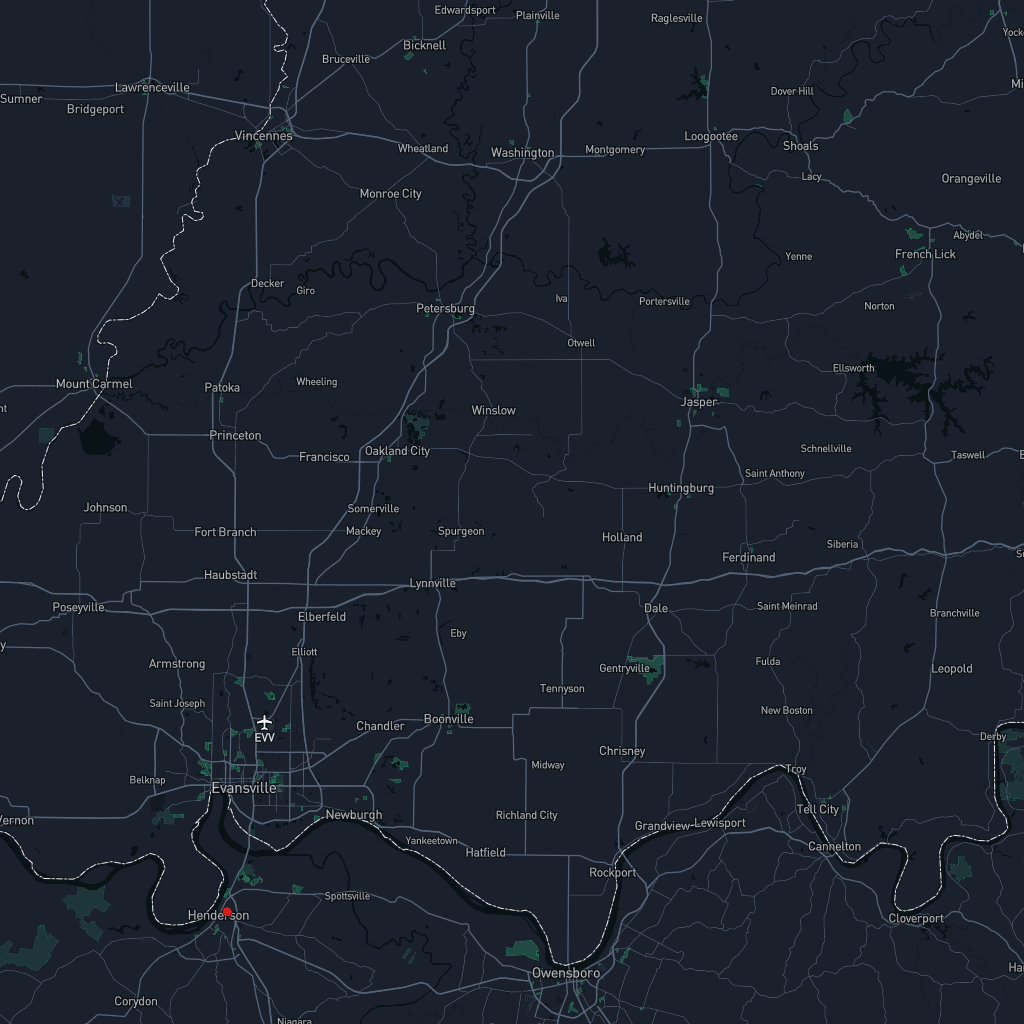 Edwardsport
Plainville
Raglesville
Bicknell
Bruceville
Lawrenceville
Dover Hill
Sumner
Bridgeport
Vincennes
Loogootee
Shoals
Wheatland
Washington
Montgomery
Lacy
Orangeville
Monroe City
Abydel
French Lick
Yenne
Decker
Giro
Iva
Portersville
Norton
Petersburg
Otwell
Ellsworth
Mount Carmel
Patoka
Wheeling
Jasper
Winslow
Princeton
Francisco
Oakland City
Schnellville
Taswell
Saint Anthony
Huntingburg
Johnson
Somerville
Fort Branch
Mackey
Spurgeon
Holland
Siberia
Ferdinand
Haubstadt
Lynnville
Poseyville
Elberfeld
Dale
Saint Meinrad
Branchville
Eby
Elliott
Armstrong
Gentryville
Fulda
Leopold
Tennyson
Saint Joseph
New Boston
Chandler
Boonville
EVV
Derby
Chrisney
Midway
Troy
Belknap
Evansville
Newburgh
Richland City
Tell City
Vernon
Grandview
Lewisport
Yankeetown
Hatfield
Cannelton
Rockport
Spottsville
Henderson
Cloverport
Owensboro
Corydon
Niagara